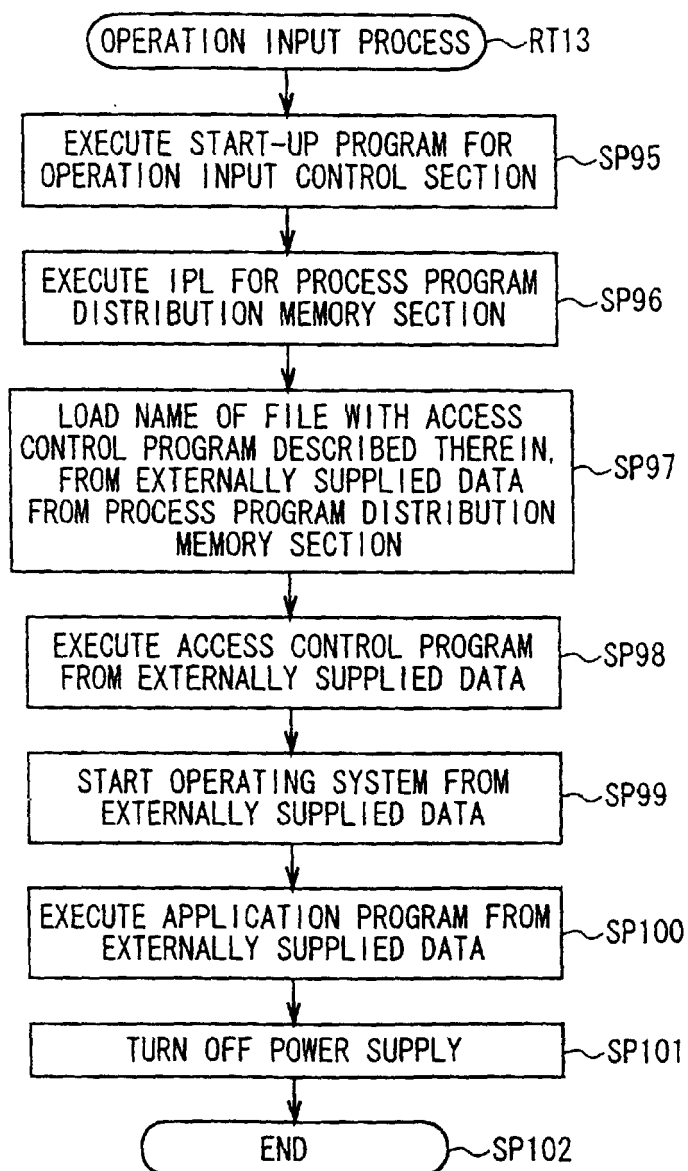 OPERATION INPUT PROCESS RT13
EXECUTE START-UP PROGRAM FOR
OPERATION INPUT CONTROL SECTION
SP95
EXECUTE IPL FOR PROCESS PROGRAM
DISTRIBUTION MEMORY SECTION
SP96
LOAD NAME OF FILE WITH ACCESS
CONTROL PROGRAM DESCRIBED THEREIN,
FROM EXTERNALLY SUPPLIED DATA
FROM PROCESS PROGRAM DISTRIBUTION
MEMORY SECTION
SP97
EXECUTE ACCESS CONTROL PROGRAM
FROM EXTERNALLY SUPPLIED DATA
SP98
START OPERATING SYSTEM FROM
EXTERNALLY SUPPLIED DATA
SP99
EXECUTE APPLICATION PROGRAM FROM
EXTERNALLY SUPPLIED DATA
SP100
TURN OFF POWER SUPPLY SP101
END SP102